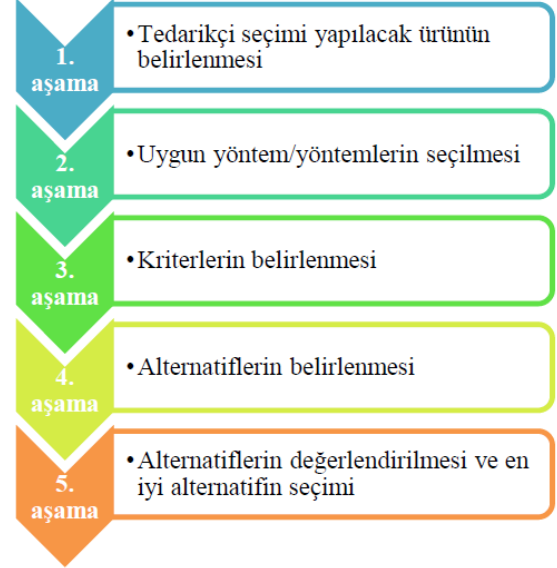 1.
aşama
•Tedarikçi seçimi yapılacak ürünün
belirlenmesi
2.
aşama
•Uygun yöntem/yöntemlerin seçilmesi
3.
aşama
•Kriterlerin belirlenmesi
4.
aşama
•Alternatiflerin belirlenmesi
5.
aşama
•Alternatiflerin değerlendirilmesi ve en
iyi alternatifin seçimi